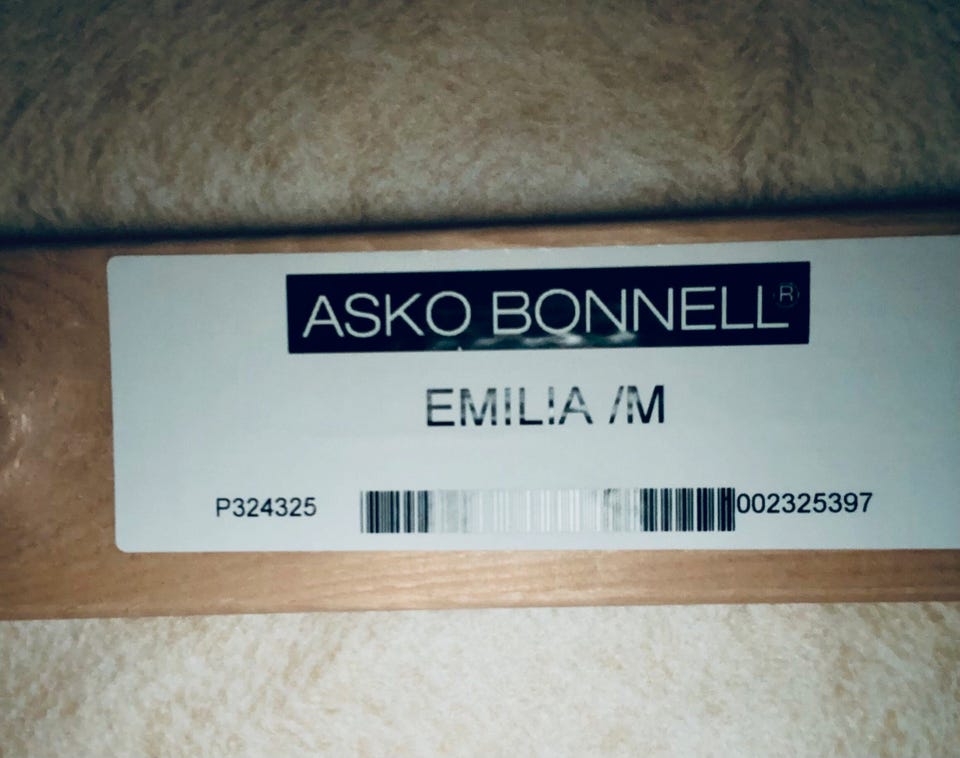 ASKO BONNELL®
EMILIA /M
P324325 002325397